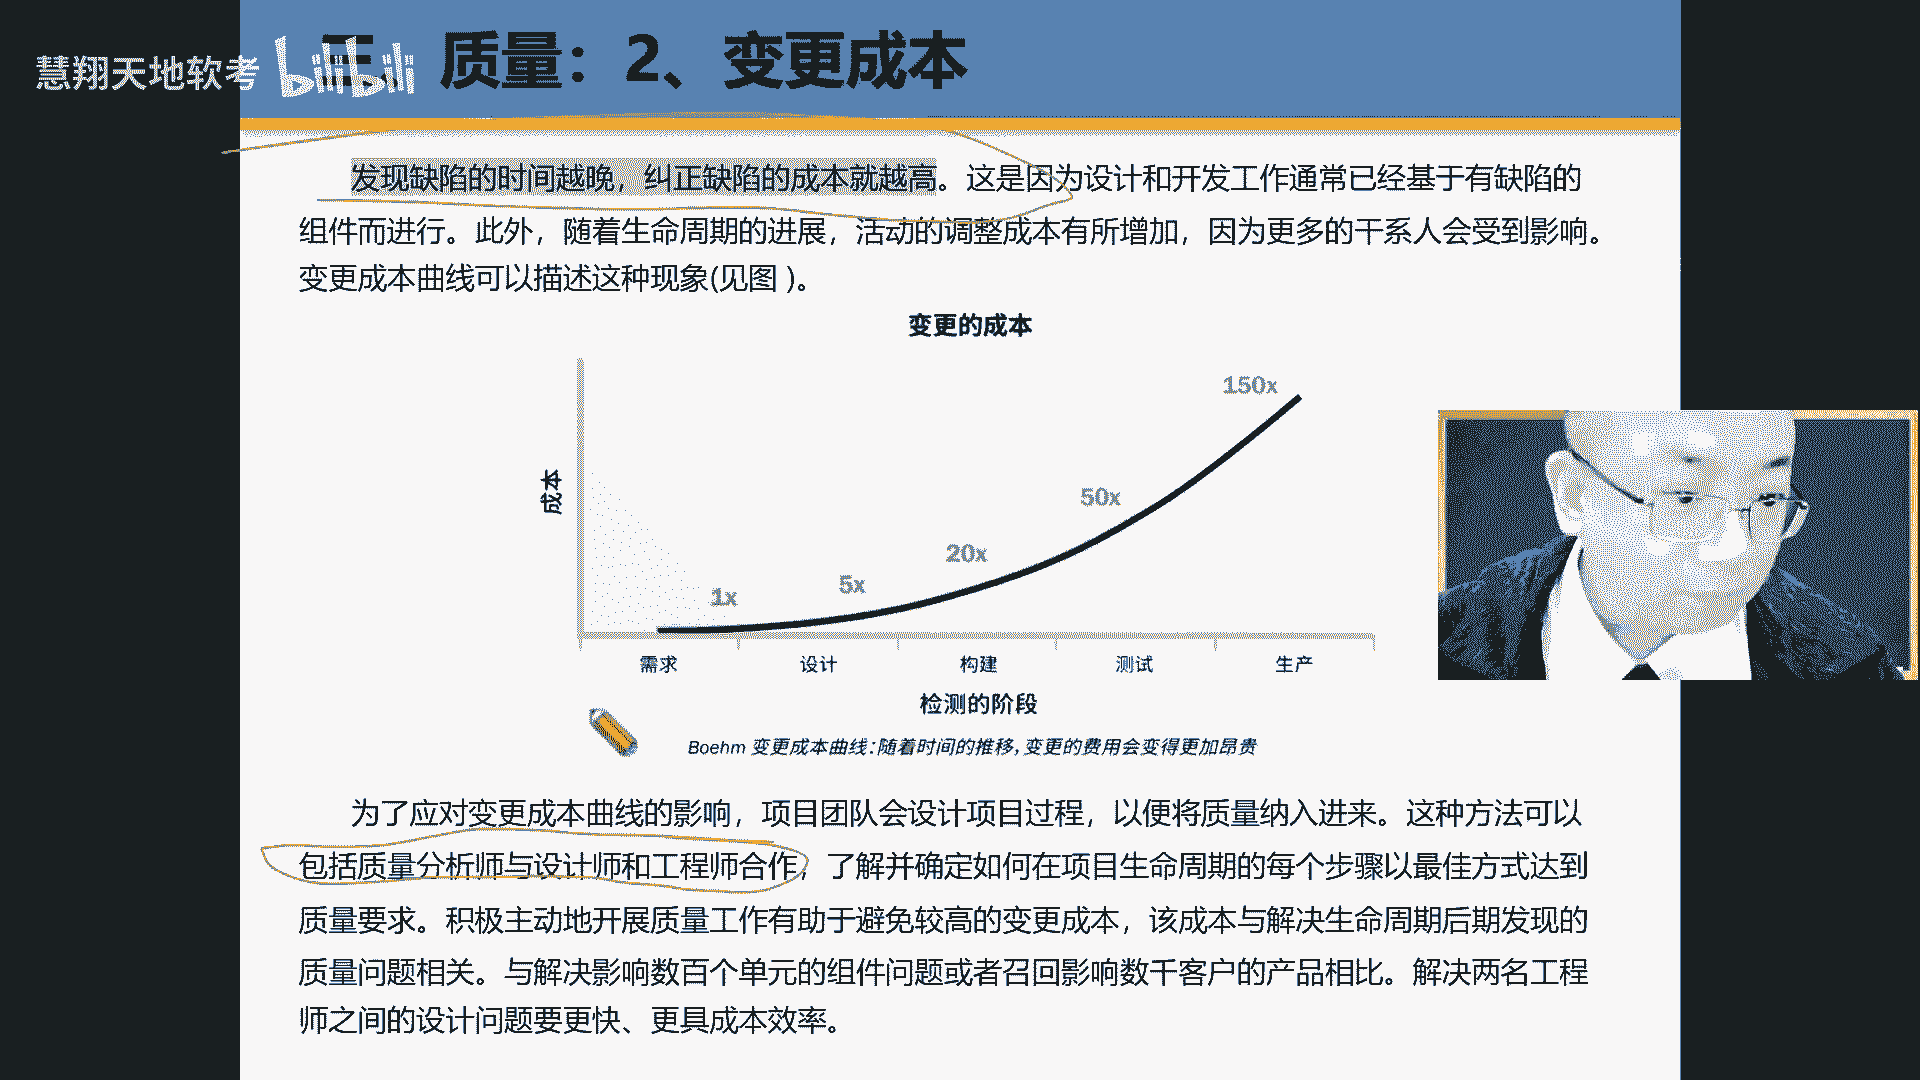 慧翔天地软考 bilibili
三、质量：2、变更成本
发现缺陷的时间越晚，纠正缺陷的成本就越高。这是因为设计和开发工作通常已经基于有缺陷的
组件而进行。此外，随着生命周期的进展，活动的调整成本有所增加，因为更多的干系人会受到影响。
变更成本曲线可以描述这种现象(见图 )。
变更的成本
150x
50x
20x
5x
1x
成本
需求 设计 构建 测试 生产
检测的阶段
Boehm 变更成本曲线：随着时间的推移，变更的费用会变得更加昂贵
为了应对变更成本曲线的影响，项目团队会设计项目过程，以便将质量纳入进来。这种方法可以
包括质量分析师与设计师和工程师合作，了解并确定如何在项目生命周期的每个步骤以最佳方式达到
质量要求。积极主动地开展质量工作有助于避免较高的变更成本，该成本与解决生命周期后期发现的
质量问题相关。与解决影响数百个单元的组件问题或者召回影响数千客户的产品相比。解决两名工程
师之间的设计问题要更快、更具成本效率。